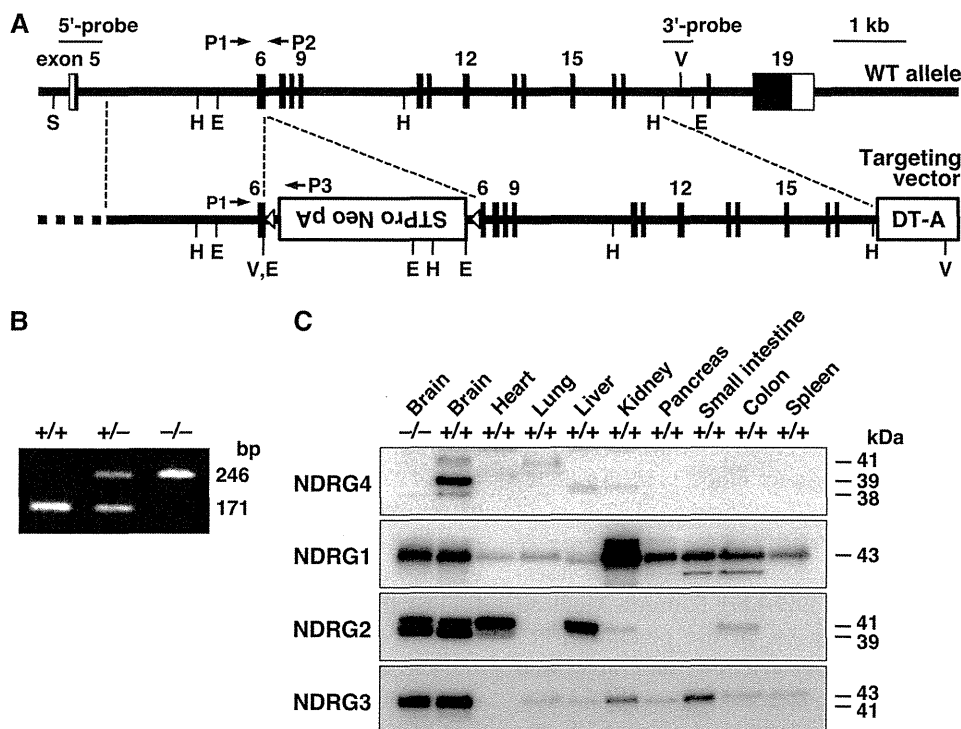 A
5'-probe
3'-probe
1 kb
P1 P2
exon 5 6 9 12 15 V 19
WT allele
S H E H H E
Targeting
vector
P1 6 P3 6 9 12 15
STPro Neo pA
DT-A
H E V,E E H E H H V
B
+/+ +/− −/− bp
246
171
C
Brain Brain Heart Lung Liver Kidney Pancreas Small intestine Colon Spleen
−/− +/+ +/+ +/+ +/+ +/+ +/+ +/+ +/+ +/+ kDa
NDRG4
41
39
38
NDRG1
43
NDRG2
41
39
NDRG3
43
41